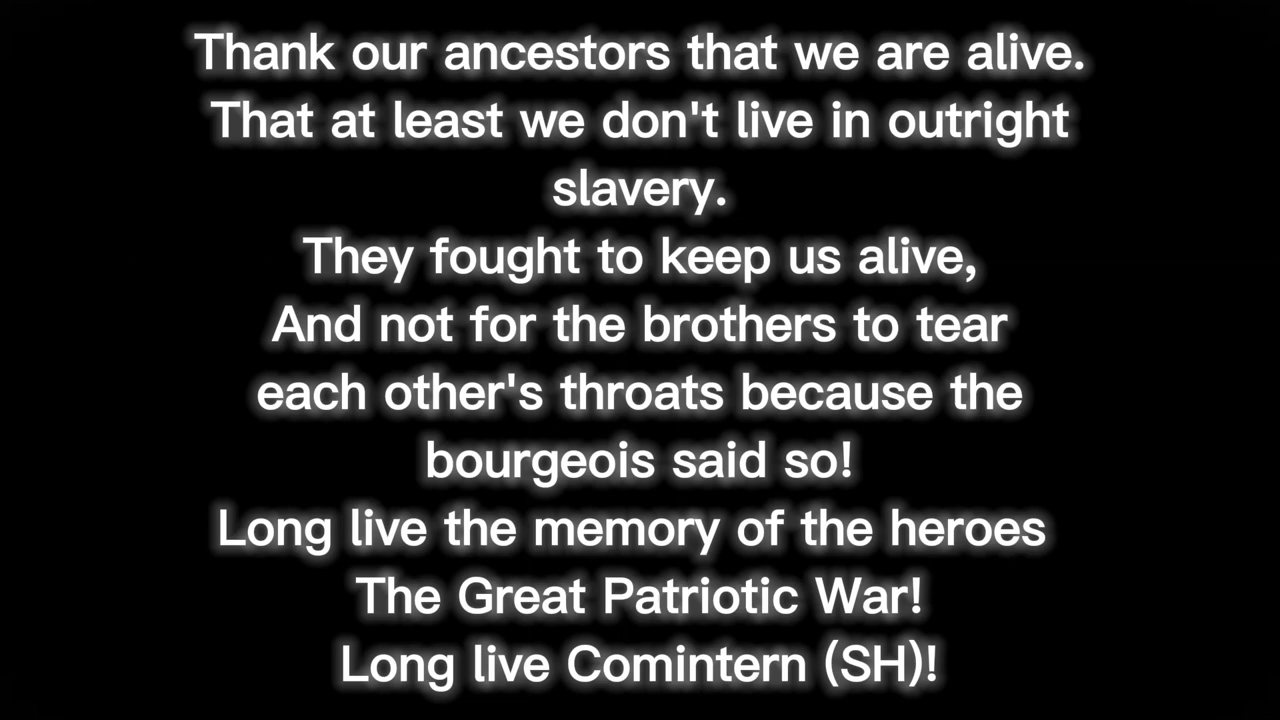 Thank our ancestors that we are alive.
That at least we don't live in outright
slavery.
They fought to keep us alive,
And not for the brothers to tear
each other's throats because the
bourgeois said so!
Long live the memory of the heroes
The Great Patriotic War!
Long live Comintern (SH)!